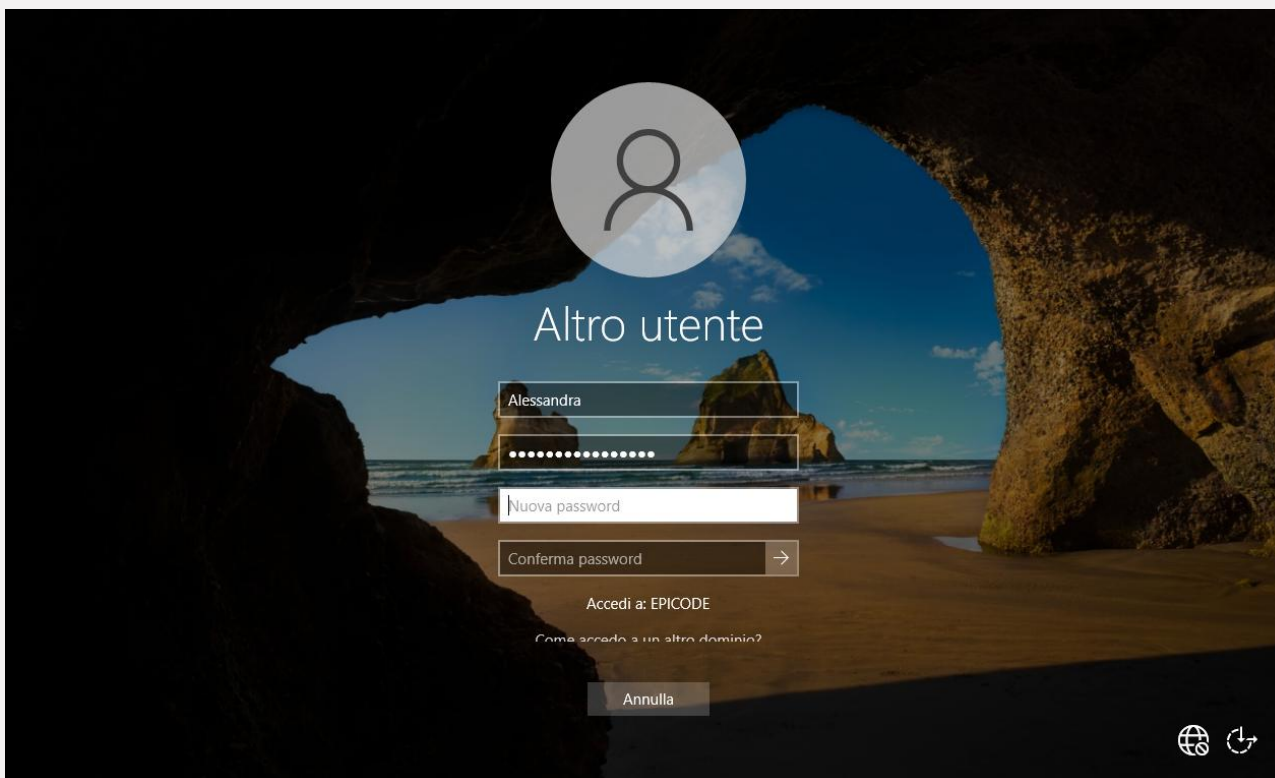 Altro utente
Alessandra
Nuova password
Conferma password
Accedi a: EPICODE
Come accedo a un altro dominio?
Annulla